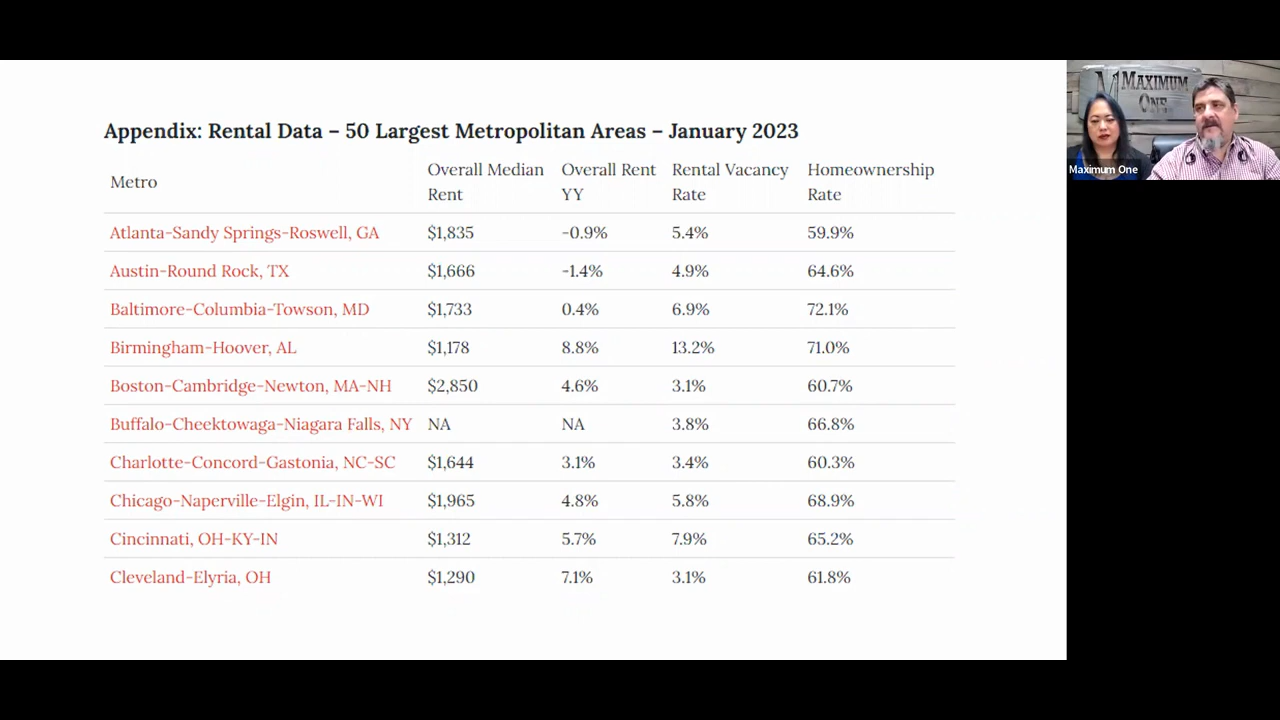 Appendix: Rental Data – 50 Largest Metropolitan Areas – January 2023
Metro
Overall Median Rent
Overall Rent YY
Rental Vacancy Rate
Homeownership Rate
Atlanta-Sandy Springs-Roswell, GA $1,835 -0.9% 5.4% 59.9%
Austin-Round Rock, TX $1,666 -1.4% 4.9% 64.6%
Baltimore-Columbia-Towson, MD $1,733 0.4% 6.9% 72.1%
Birmingham-Hoover, AL $1,178 8.8% 13.2% 71.0%
Boston-Cambridge-Newton, MA-NH $2,850 4.6% 3.1% 60.7%
Buffalo-Cheektowaga-Niagara Falls, NY NA NA 3.8% 66.8%
Charlotte-Concord-Gastonia, NC-SC $1,644 3.1% 3.4% 60.3%
Chicago-Naperville-Elgin, IL-IN-WI $1,965 4.8% 5.8% 68.9%
Cincinnati, OH-KY-IN $1,312 5.7% 7.9% 65.2%
Cleveland-Elyria, OH $1,290 7.1% 3.1% 61.8%
MAXIMUM
ONE
Maximum One